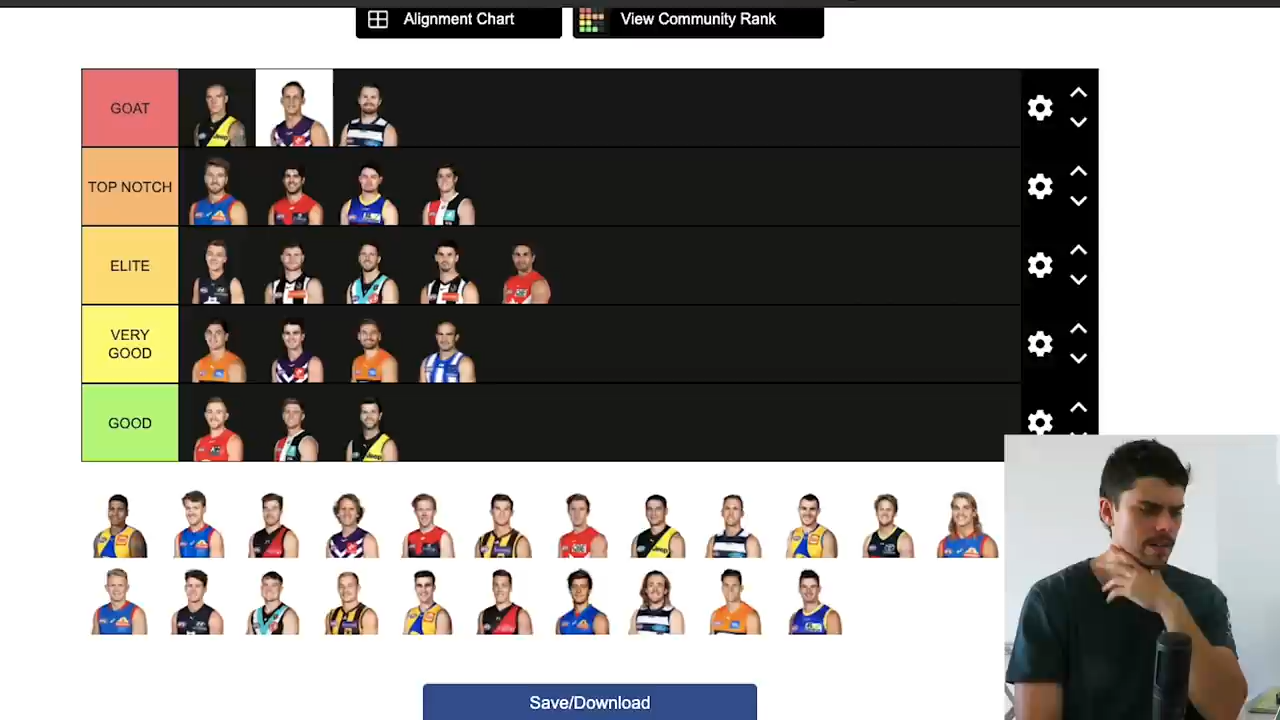 Alignment Chart
View Community Rank
GOAT
TOP NOTCH
ELITE
VERY
GOOD
GOOD
Save/Download